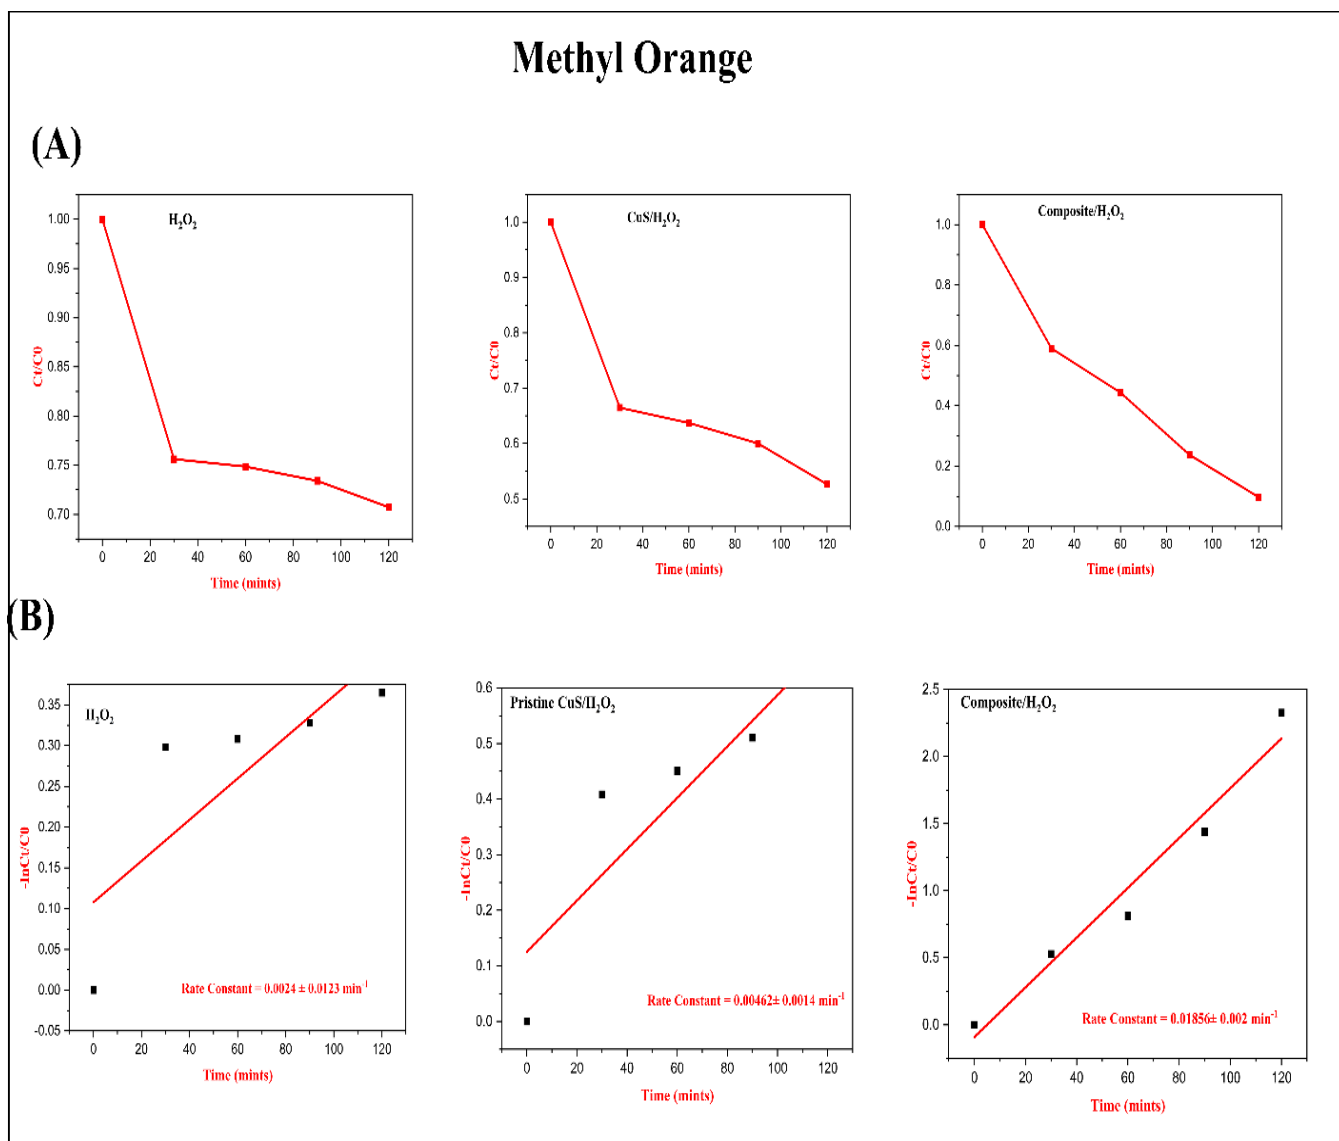 Methyl Orange
(A)
H₂O₂
1.00
0.95
0.90
0.85
0.80
0.75
0.70
Ct/C0
0 20 40 60 80 100 120
Time (mints)
CuS/H₂O₂
1.0
0.9
0.8
0.7
0.6
0.5
Ct/C0
0 20 40 60 80 100 120
Time (mints)
Composite/H₂O₂
1.0
0.8
0.6
0.4
0.2
0.0
Ct/C0
0 20 40 60 80 100 120
Time (mints)
(B)
H₂O₂
0.35
0.30
0.25
0.20
0.15
0.10
0.05
0.00
-0.05
-InCt/C0
Rate Constant = 0.0024 ± 0.0123 min⁻¹
0 20 40 60 80 100 120
Time (mints)
Pristine CuS/H₂O₂
0.6
0.5
0.4
0.3
0.2
0.1
0.0
-InCt/C0
Rate Constant = 0.00462± 0.0014 min⁻¹
0 20 40 60 80 100 120
Time (mints)
Composite/H₂O₂
2.5
2.0
1.5
1.0
0.5
0.0
-InCt/C0
Rate Constant = 0.01856± 0.002 min⁻¹
0 20 40 60 80 100 120
Time (mints)